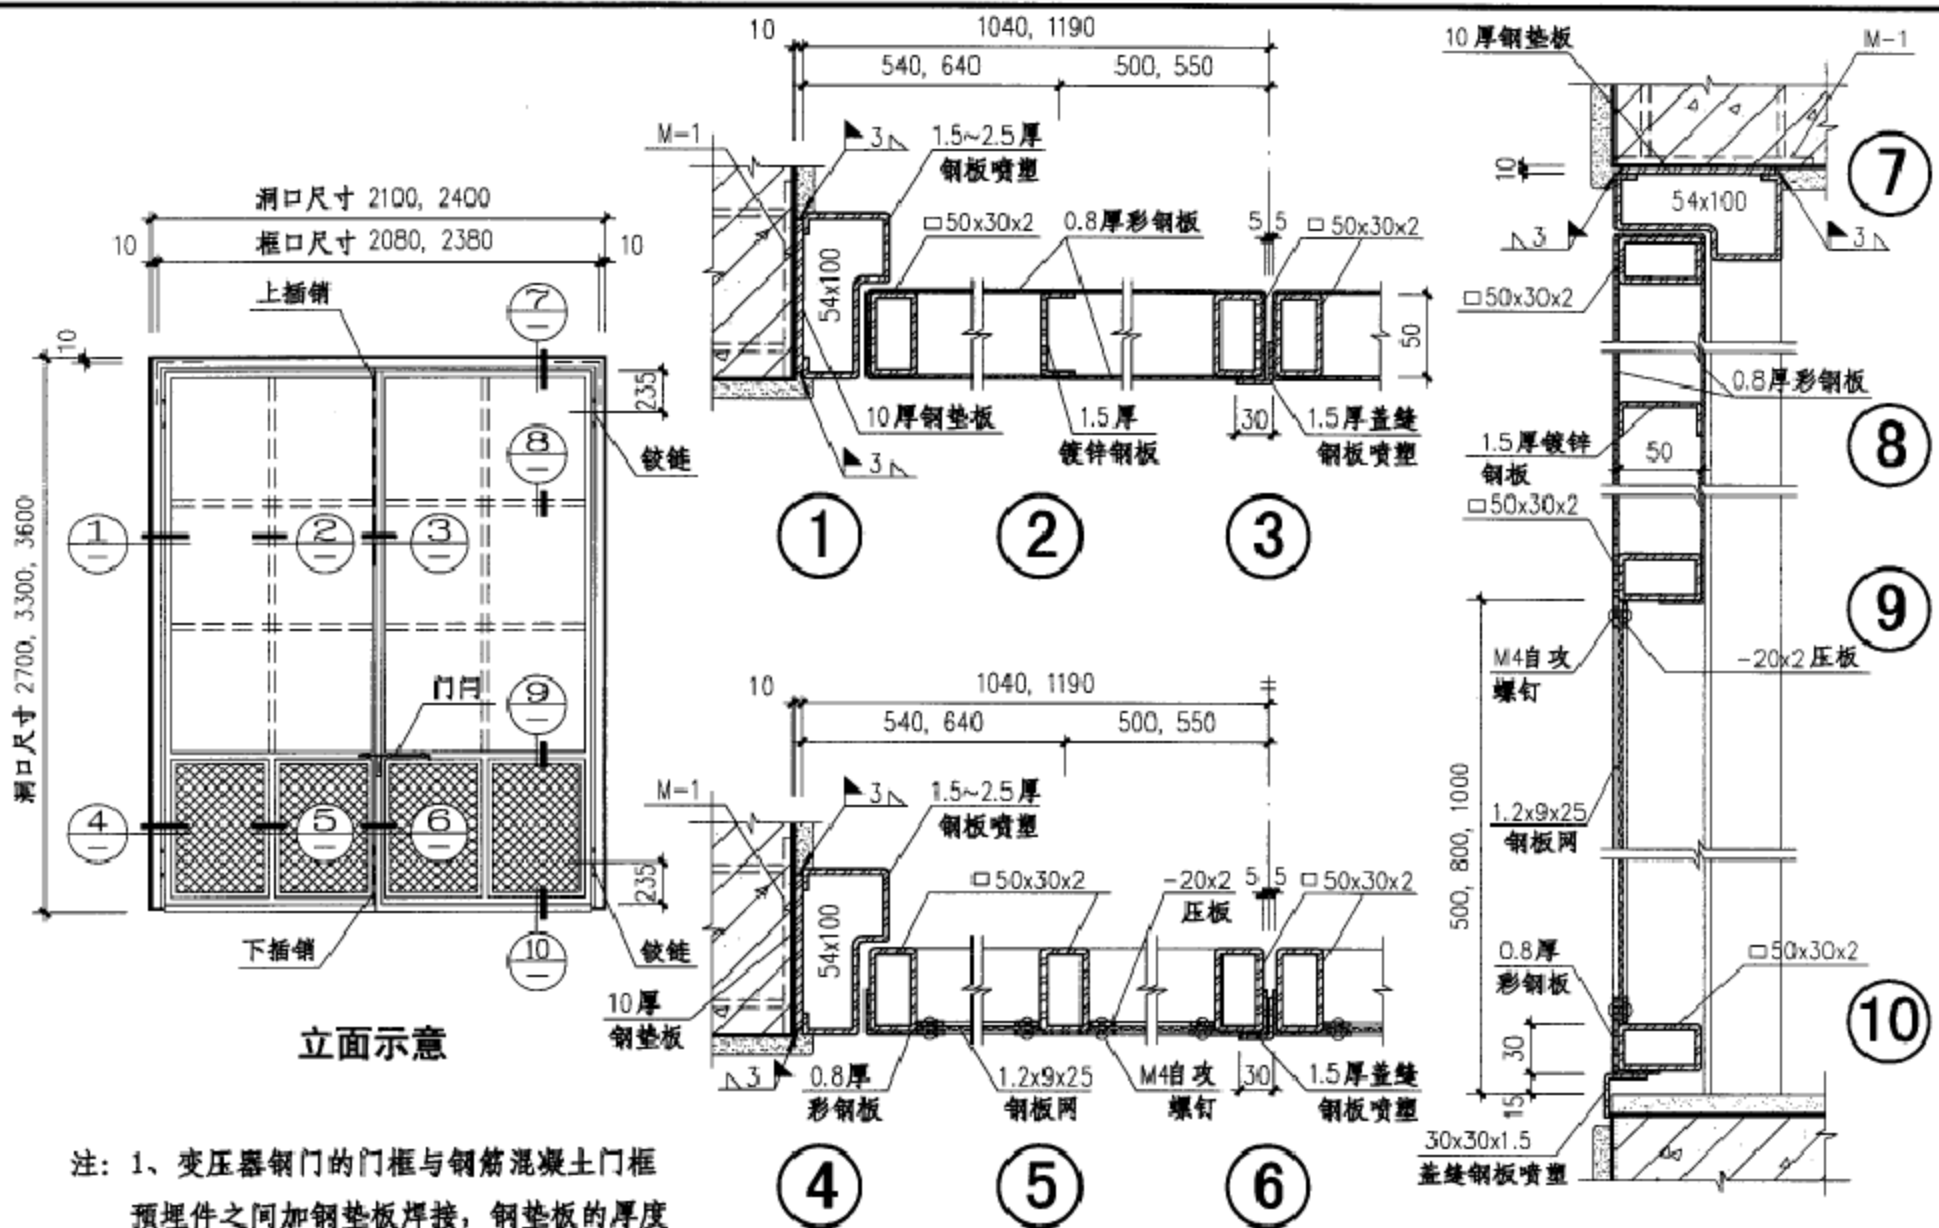 洞口尺寸 2100, 2400
10
框口尺寸 2080, 2380
10
上插销
7
10
235
8
铰链
洞口尺寸 2700, 3300, 3600
1
2
3
门闩
9
4
5
6
235
下插销
10
铰链
立面示意
注: 1、变压器钢门的门框与钢筋混凝土门框
预埋件之间加钢垫板焊接，钢垫板的厚度
10
1040, 1190
540, 640
500, 550
M-1
3
1.5~2.5厚
钢板喷塑
□50x30x2
0.8厚彩钢板
5 5
□50x30x2
54x100
50
10厚钢垫板
1.5厚
镀锌钢板
30
1.5厚盖缝
钢板喷塑
3
1
2
3
10
1040, 1190
540, 640
500, 550
M-1
3
1.5~2.5厚
钢板喷塑
□50x30x2
-20x2
压板
5 5
□50x30x2
54x100
10厚
钢垫板
3
0.8厚
彩钢板
1.2x9x25
钢板网
M4自攻
螺钉
30
1.5厚盖缝
钢板喷塑
4
5
6
10厚钢垫板
M-1
10
54x100
7
3
3
□50x30x2
0.8厚彩钢板
1.5厚镀锌
钢板
50
8
□50x30x2
9
M4自攻
螺钉
-20x2压板
500, 800, 1000
1.2x9x25
钢板网
0.8厚
彩钢板
□50x30x2
10
30
15
30x30x1.5
盖缝钢板喷塑